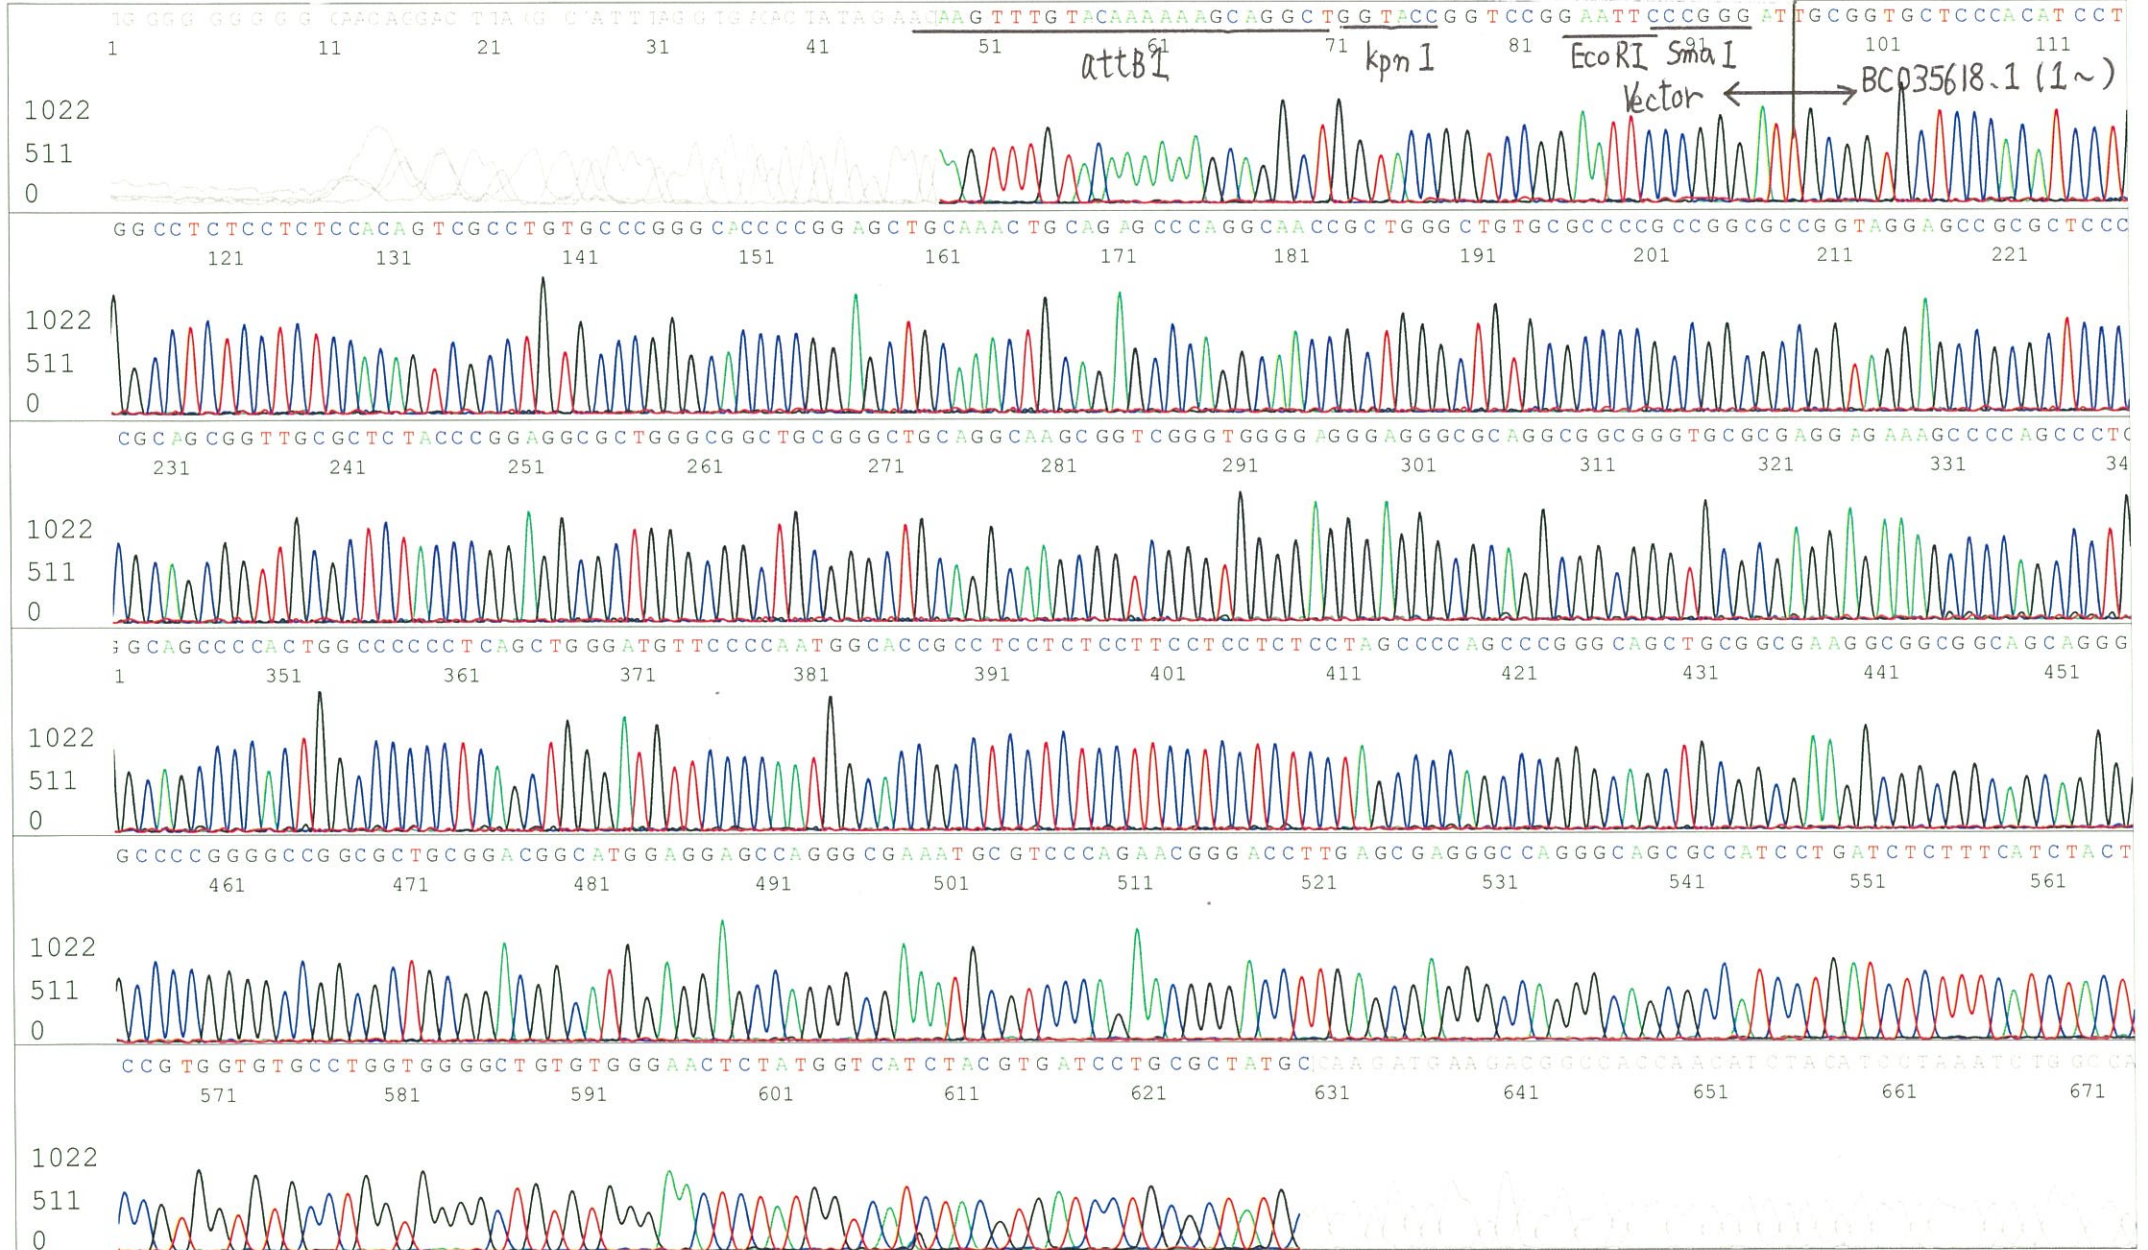 AAGTTTGTACAAAAAAGCAGGCTGGTACCGGTCCGGAATTCCCGGGATTGCGGTGCTCCCACATCCT
1 11 21 31 41 51 61 71 81 91 101 111
attB1 kpn I EcoRI SmaI
Vector BC035618.1 (1~)
1022
511
0
GGCCTCTCCTCTCCACAGTCGCCTGTGCCCGGGCACCCCGGAGCTGCAAACTGCAGAGCCCAGGCAACCGCTGGGCTGTGCGCCCCGCCGGCGCCGGTAGGAGCCGCGCTCCC
121 131 141 151 161 171 181 191 201 211 221
1022
511
0
CGCAGCGGTTGCGCTCTACCCGGAGGCGCTGGGCGGCTGCGGGCTGCAGGCAAGCGGTCGGGTGGGGAGGGAGGGCGCAGGCGGCGGGTGCGCGAGGAGAAAGCCCCAGCCCTG
231 241 251 261 271 281 291 301 311 321 331 34
1022
511
0
GGCAGCCCCACTGGCCCCCCTCAGCTGGGATGTTCCCCAATGGCACCGCCTCCTCTCCTTCCTCCTCTCCTAGCCCCAGCCCGGGCAGCTGCGGCGAAGGCGGCGGCAGCAGGG
1 351 361 371 381 391 401 411 421 431 441 451
1022
511
0
GCCCCGGGGCCGGCGCTGCGGACGGCATGGAGGAGCCAGGGCGAAATGCGTCCCAGAACGGGACCTTGAGCGAGGGCCAGGGCAGCGCCATCCTGATCTCTTTCATCTACT
461 471 481 491 501 511 521 531 541 551 561
1022
511
0
CCGTGGTGTGCCTGGTGGGGCTGTGTGGGAACTCTATGGTCATCTACGTGATCCTGCGCTATGCCAAGATGAAGACGGCCACCAACATCTACATCCTAAATCTGGCCA
571 581 591 601 611 621 631 641 651 661 671
1022
511
0